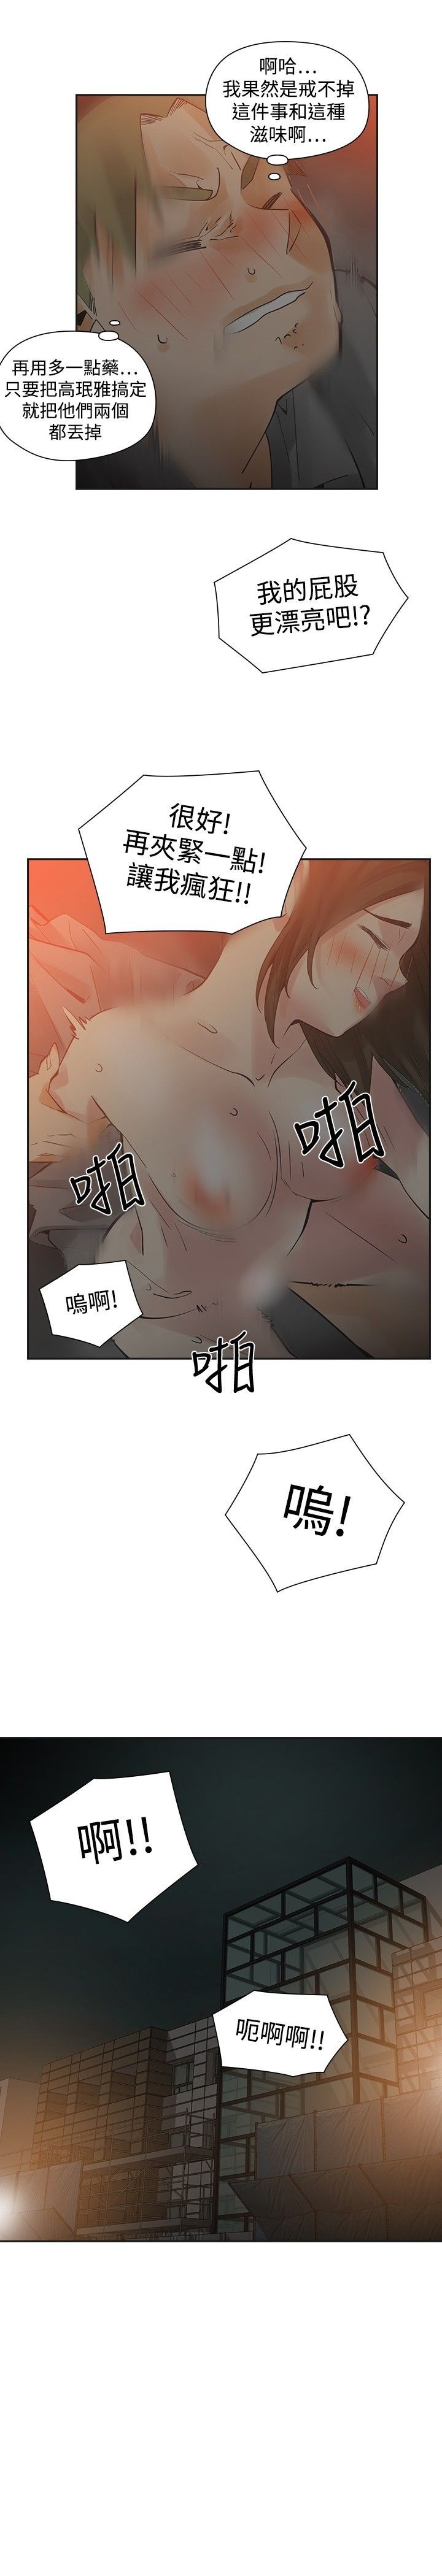 啊哈...
我果然是戒不掉
這件事和這種
滋味啊...
再用多一點藥...
只要把高珉雅搞定
就把他們兩個
都丟掉
我的屁股
更漂亮吧!?
很好!
再夾緊一點!
讓我瘋狂!!
啪
啪
嗚啊!
啪
嗚!
啊!!
呃啊啊!!